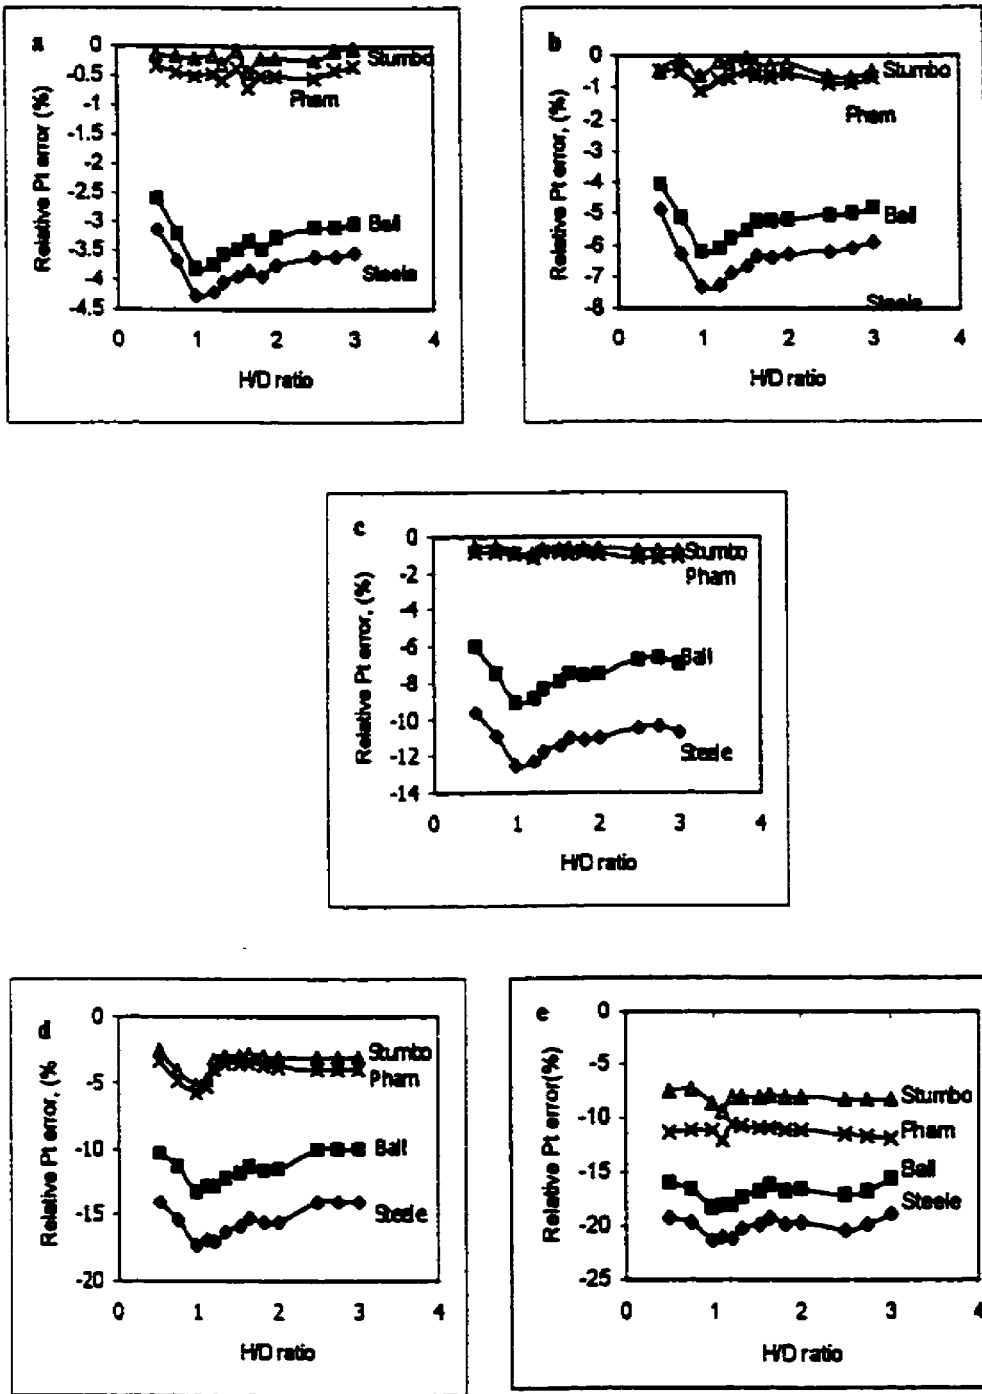 a
Relative Pt error (%)
0
-0.5
-1
-1.5
-2
-2.5
-3
-3.5
-4
-4.5
Stumbo
Pham
Ball
Steele
0 1 2 3 4
H/D ratio
b
Relative Pt error, (%)
0
-1
-2
-3
-4
-5
-6
-7
-8
Stumbo
Pham
Ball
Steele
0 1 2 3 4
H/D ratio
c
Relative Pt error, (%)
0
-2
-4
-6
-8
-10
-12
-14
Stumbo
Pham
Ball
Steele
0 1 2 3 4
H/D ratio
d
Relative Pt error, (%
0
-5
-10
-15
-20
Stumbo
Pham
Ball
Steele
0 1 2 3 4
H/D ratio
e
Relative Pt error(%)
0
-5
-10
-15
-20
-25
Stumbo
Pham
Ball
Steele
0 1 2 3 4
H/D ratio